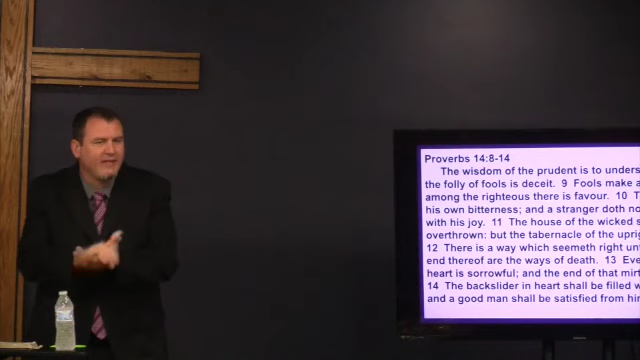 Proverbs 14:8-14
The wisdom of the prudent is to unders
the folly of fools is deceit. 9 Fools make a
among the righteous there is favour. 10 T
his own bitterness; and a stranger doth no
with his joy. 11 The house of the wicked s
overthrown: but the tabernacle of the uprig
12 There is a way which seemeth right unt
end thereof are the ways of death. 13 Eve
heart is sorrowful; and the end of that mirt
14 The backslider in heart shall be filled w
and a good man shall be satisfied from him